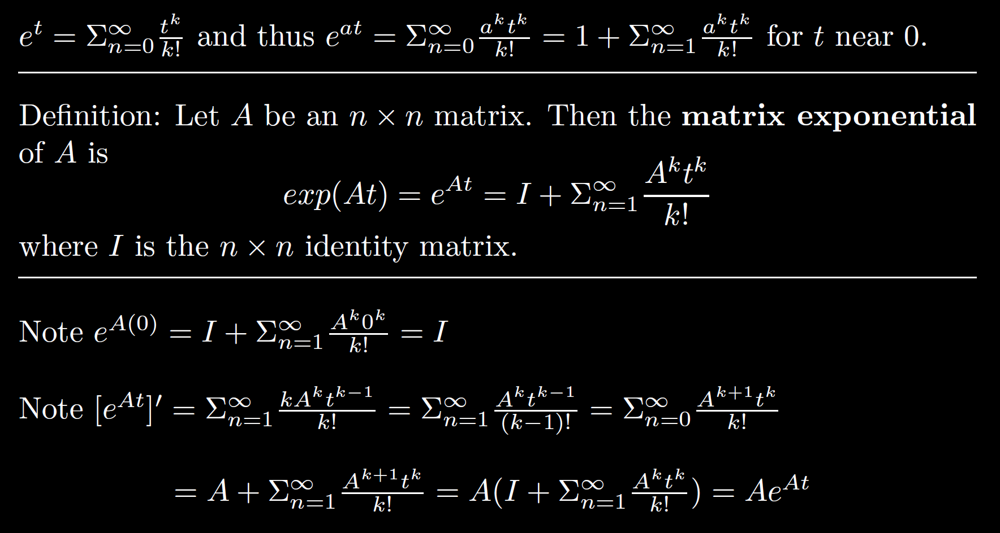 $e^t = \Sigma_{n=0}^{\infty} \frac{t^k}{k!}$ and thus $e^{at} = \Sigma_{n=0}^{\infty} \frac{a^k t^k}{k!} = 1 + \Sigma_{n=1}^{\infty} \frac{a^k t^k}{k!}$ for $t$ near 0.
Definition: Let $A$ be an $n \times n$ matrix. Then the **matrix exponential**
of $A$ is
$exp(At) = e^{At} = I + \Sigma_{n=1}^{\infty} \frac{A^k t^k}{k!}$
where $I$ is the $n \times n$ identity matrix.
Note $e^{A(0)} = I + \Sigma_{n=1}^{\infty} \frac{A^k 0^k}{k!} = I$
Note $[e^{At}]' = \Sigma_{n=1}^{\infty} \frac{k A^k t^{k-1}}{k!} = \Sigma_{n=1}^{\infty} \frac{A^k t^{k-1}}{(k-1)!} = \Sigma_{n=0}^{\infty} \frac{A^{k+1} t^k}{k!}$
$= A + \Sigma_{n=1}^{\infty} \frac{A^{k+1} t^k}{k!} = A(I + \Sigma_{n=1}^{\infty} \frac{A^k t^k}{k!}) = Ae^{At}$